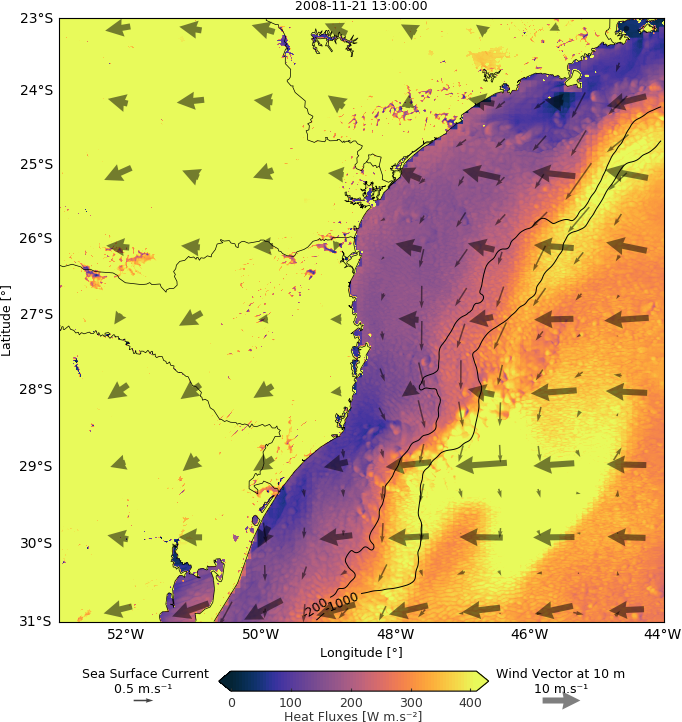 2008-11-21 13:00:00
23°S
24°S
25°S
26°S
27°S
28°S
29°S
30°S
31°S
Latitude [°]
-200
-1000
52°W 50°W 48°W 46°W 44°W
Longitude [°]
Sea Surface Current
0.5 m.s⁻¹
Wind Vector at 10 m
10 m.s⁻¹
0 100 200 300 400
Heat Fluxes [W m.s⁻²]